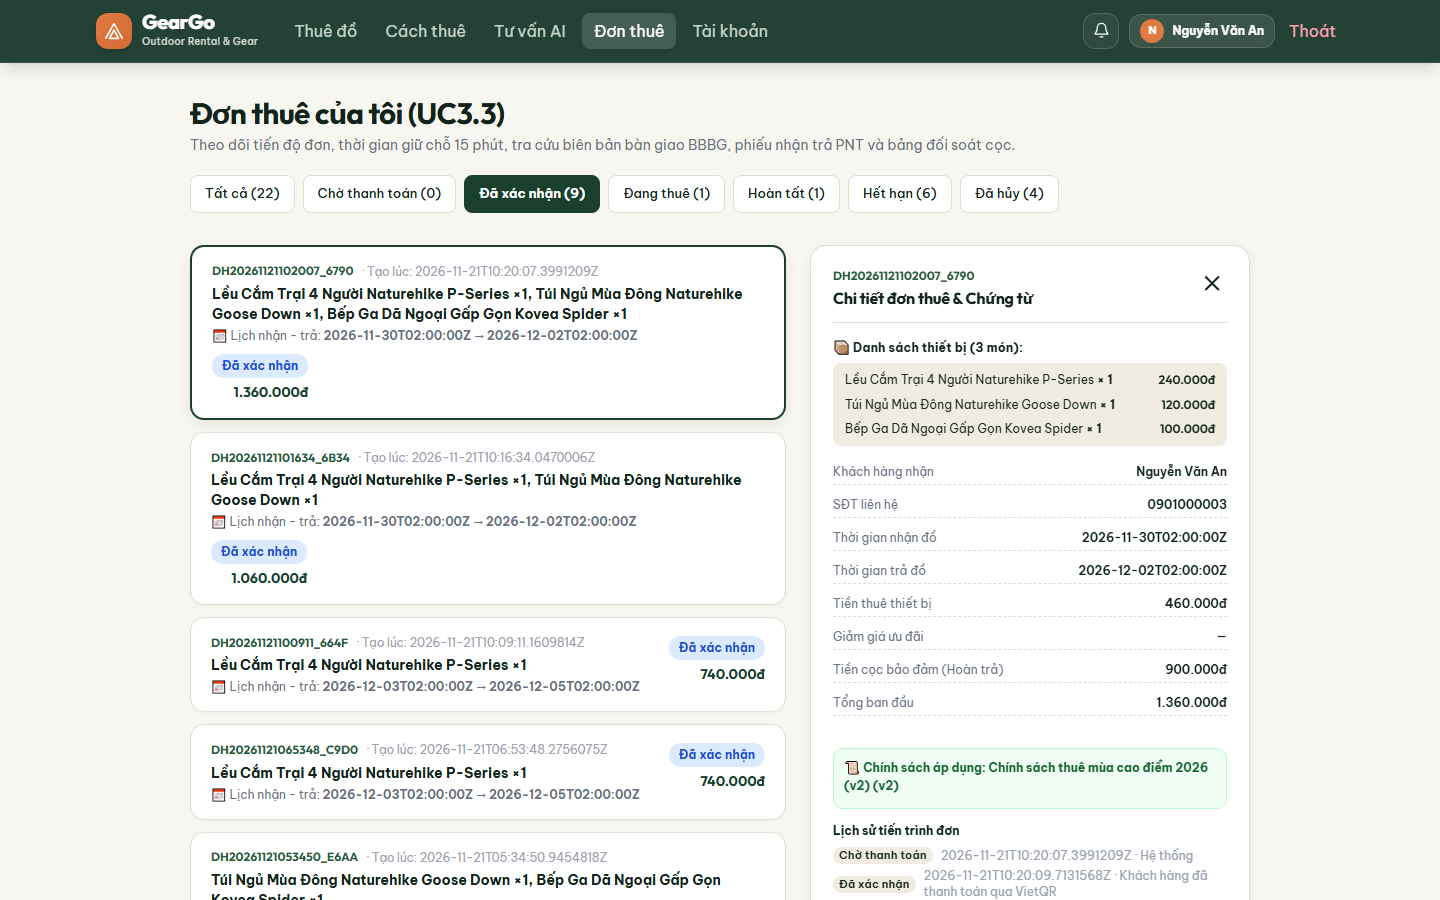 GearGo
Outdoor Rental & Gear
Thuê đồ
Cách thuê
Tư vấn AI
Đơn thuê
Tài khoản
N
Nguyễn Văn An
Thoát
Đơn thuê của tôi (UC3.3)
Theo dõi tiến độ đơn, thời gian giữ chỗ 15 phút, tra cứu biên bản bàn giao BBBG, phiếu nhận trả PNT và bảng đối soát cọc.
Tất cả (22)
Chờ thanh toán (0)
Đã xác nhận (9)
Đang thuê (1)
Hoàn tất (1)
Hết hạn (6)
Đã hủy (4)
DH20261121102007_6790 · Tạo lúc: 2026-11-21T10:20:07.3991209Z
Lều Cắm Trại 4 Người Naturehike P-Series ×1, Túi Ngủ Mùa Đông Naturehike
Goose Down ×1, Bếp Ga Dã Ngoại Gấp Gọn Kovea Spider ×1
Lịch nhận - trả: 2026-11-30T02:00:00Z → 2026-12-02T02:00:00Z
Đã xác nhận
1.360.000đ
DH20261121101634_6B34 · Tạo lúc: 2026-11-21T10:16:34.0470006Z
Lều Cắm Trại 4 Người Naturehike P-Series ×1, Túi Ngủ Mùa Đông Naturehike
Goose Down ×1
Lịch nhận - trả: 2026-11-30T02:00:00Z → 2026-12-02T02:00:00Z
Đã xác nhận
1.060.000đ
DH20261121100911_664F · Tạo lúc: 2026-11-21T10:09:11.1609814Z
Lều Cắm Trại 4 Người Naturehike P-Series ×1
Lịch nhận - trả: 2026-12-03T02:00:00Z → 2026-12-05T02:00:00Z
Đã xác nhận
740.000đ
DH20261121065348_C9D0 · Tạo lúc: 2026-11-21T06:53:48.2756075Z
Lều Cắm Trại 4 Người Naturehike P-Series ×1
Lịch nhận - trả: 2026-12-03T02:00:00Z → 2026-12-05T02:00:00Z
Đã xác nhận
740.000đ
DH20261121053450_E6AA · Tạo lúc: 2026-11-21T05:34:50.9454818Z
Túi Ngủ Mùa Đông Naturehike Goose Down ×1, Bếp Ga Dã Ngoại Gấp Gọn
Kovea Spider ×1
DH20261121102007_6790
Chi tiết đơn thuê & Chứng từ
Danh sách thiết bị (3 món):
Lều Cắm Trại 4 Người Naturehike P-Series × 1 240.000đ
Túi Ngủ Mùa Đông Naturehike Goose Down × 1 120.000đ
Bếp Ga Dã Ngoại Gấp Gọn Kovea Spider × 1 100.000đ
Khách hàng nhận Nguyễn Văn An
SĐT liên hệ 0901000003
Thời gian nhận đồ 2026-11-30T02:00:00Z
Thời gian trả đồ 2026-12-02T02:00:00Z
Tiền thuê thiết bị 460.000đ
Giảm giá ưu đãi —
Tiền cọc bảo đảm (Hoàn trả) 900.000đ
Tổng ban đầu 1.360.000đ
Chính sách áp dụng: Chính sách thuê mùa cao điểm 2026
(v2) (v2)
Lịch sử tiến trình đơn
Chờ thanh toán 2026-11-21T10:20:07.3991209Z · Hệ thống
Đã xác nhận 2026-11-21T10:20:09.7131568Z · Khách hàng đã
thanh toán qua VietQR